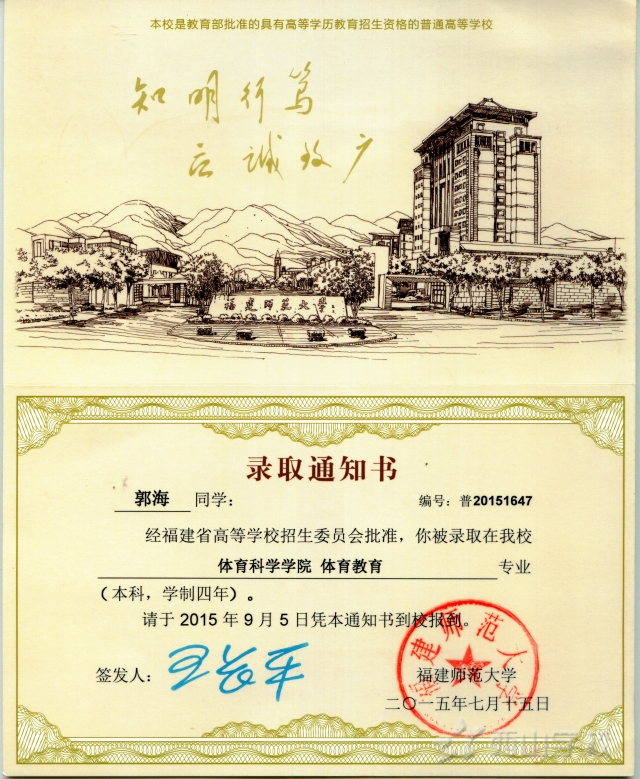 本校是教育部批准的具有高等学历教育招生资格的普通高等学校
知明行笃
立诚致广
福建师范大学
录取通知书
郭海 同学： 编号：普20151647
经福建省高等学校招生委员会批准，你被录取在我校
体育科学学院 体育教育 专业
（本科，学制四年）。
请于 2015 年 9 月 5 日凭本通知书到校报到。
签发人：
福建师范大学
福建师范大学
二〇一五年七月十五日